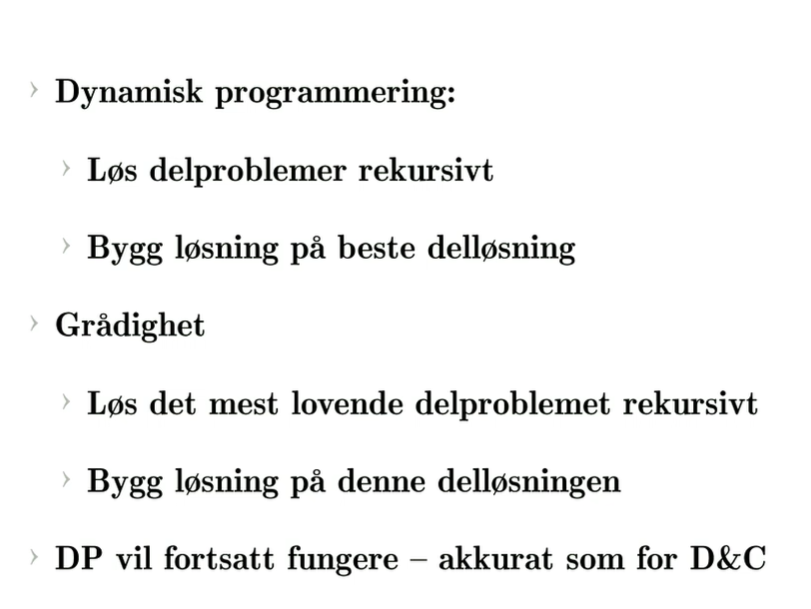 Dynamisk programmering:
Løs delproblemer rekursivt
Bygg løsning på beste delløsning
Grådighet
Løs det mest lovende delproblemet rekursivt
Bygg løsning på denne delløsningen
DP vil fortsatt fungere – akkurat som for D&C